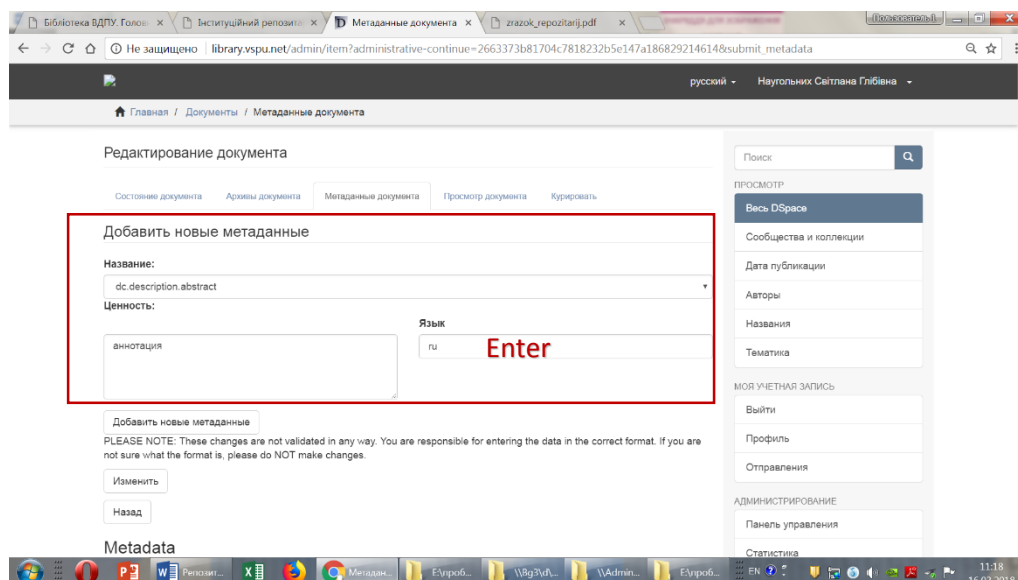 Бібліотека ВДПУ. Голов
Інституційний репозита
Метаданные документа
zrazok_repozitarij.pdf
Не защищено | library.vspu.net/admin/item?administrative-continue=2663373b81704c7818232b5e147a186829214614&submit_metadata
русский
Наугольних Світлана Глібівна
Главная / Документы / Метаданные документа
Редактирование документа
Состояние документа Архивы документа Метаданные документа Просмотр документа Курировать
Добавить новые метаданные
Название:
dc.description.abstract
Ценность:
Язык
аннотация
ru
Enter
Добавить новые метаданные
PLEASE NOTE: These changes are not validated in any way. You are responsible for entering the data in the correct format. If you are
not sure what the format is, please do NOT make changes.
Изменить
Назад
Metadata
Поиск
ПРОСМОТР
Весь DSpace
Сообщества и коллекции
Дата публикации
Авторы
Названия
Тематика
МОЯ УЧЕТНАЯ ЗАПИСЬ
Выйти
Профиль
Отправления
АДМИНИСТРИРОВАНИЕ
Панель управления
Статистика
Репозит...
Метадан...
E:\проб...
\\8g3\d\...
\\Admin...
E:\проб...
EN
11:18